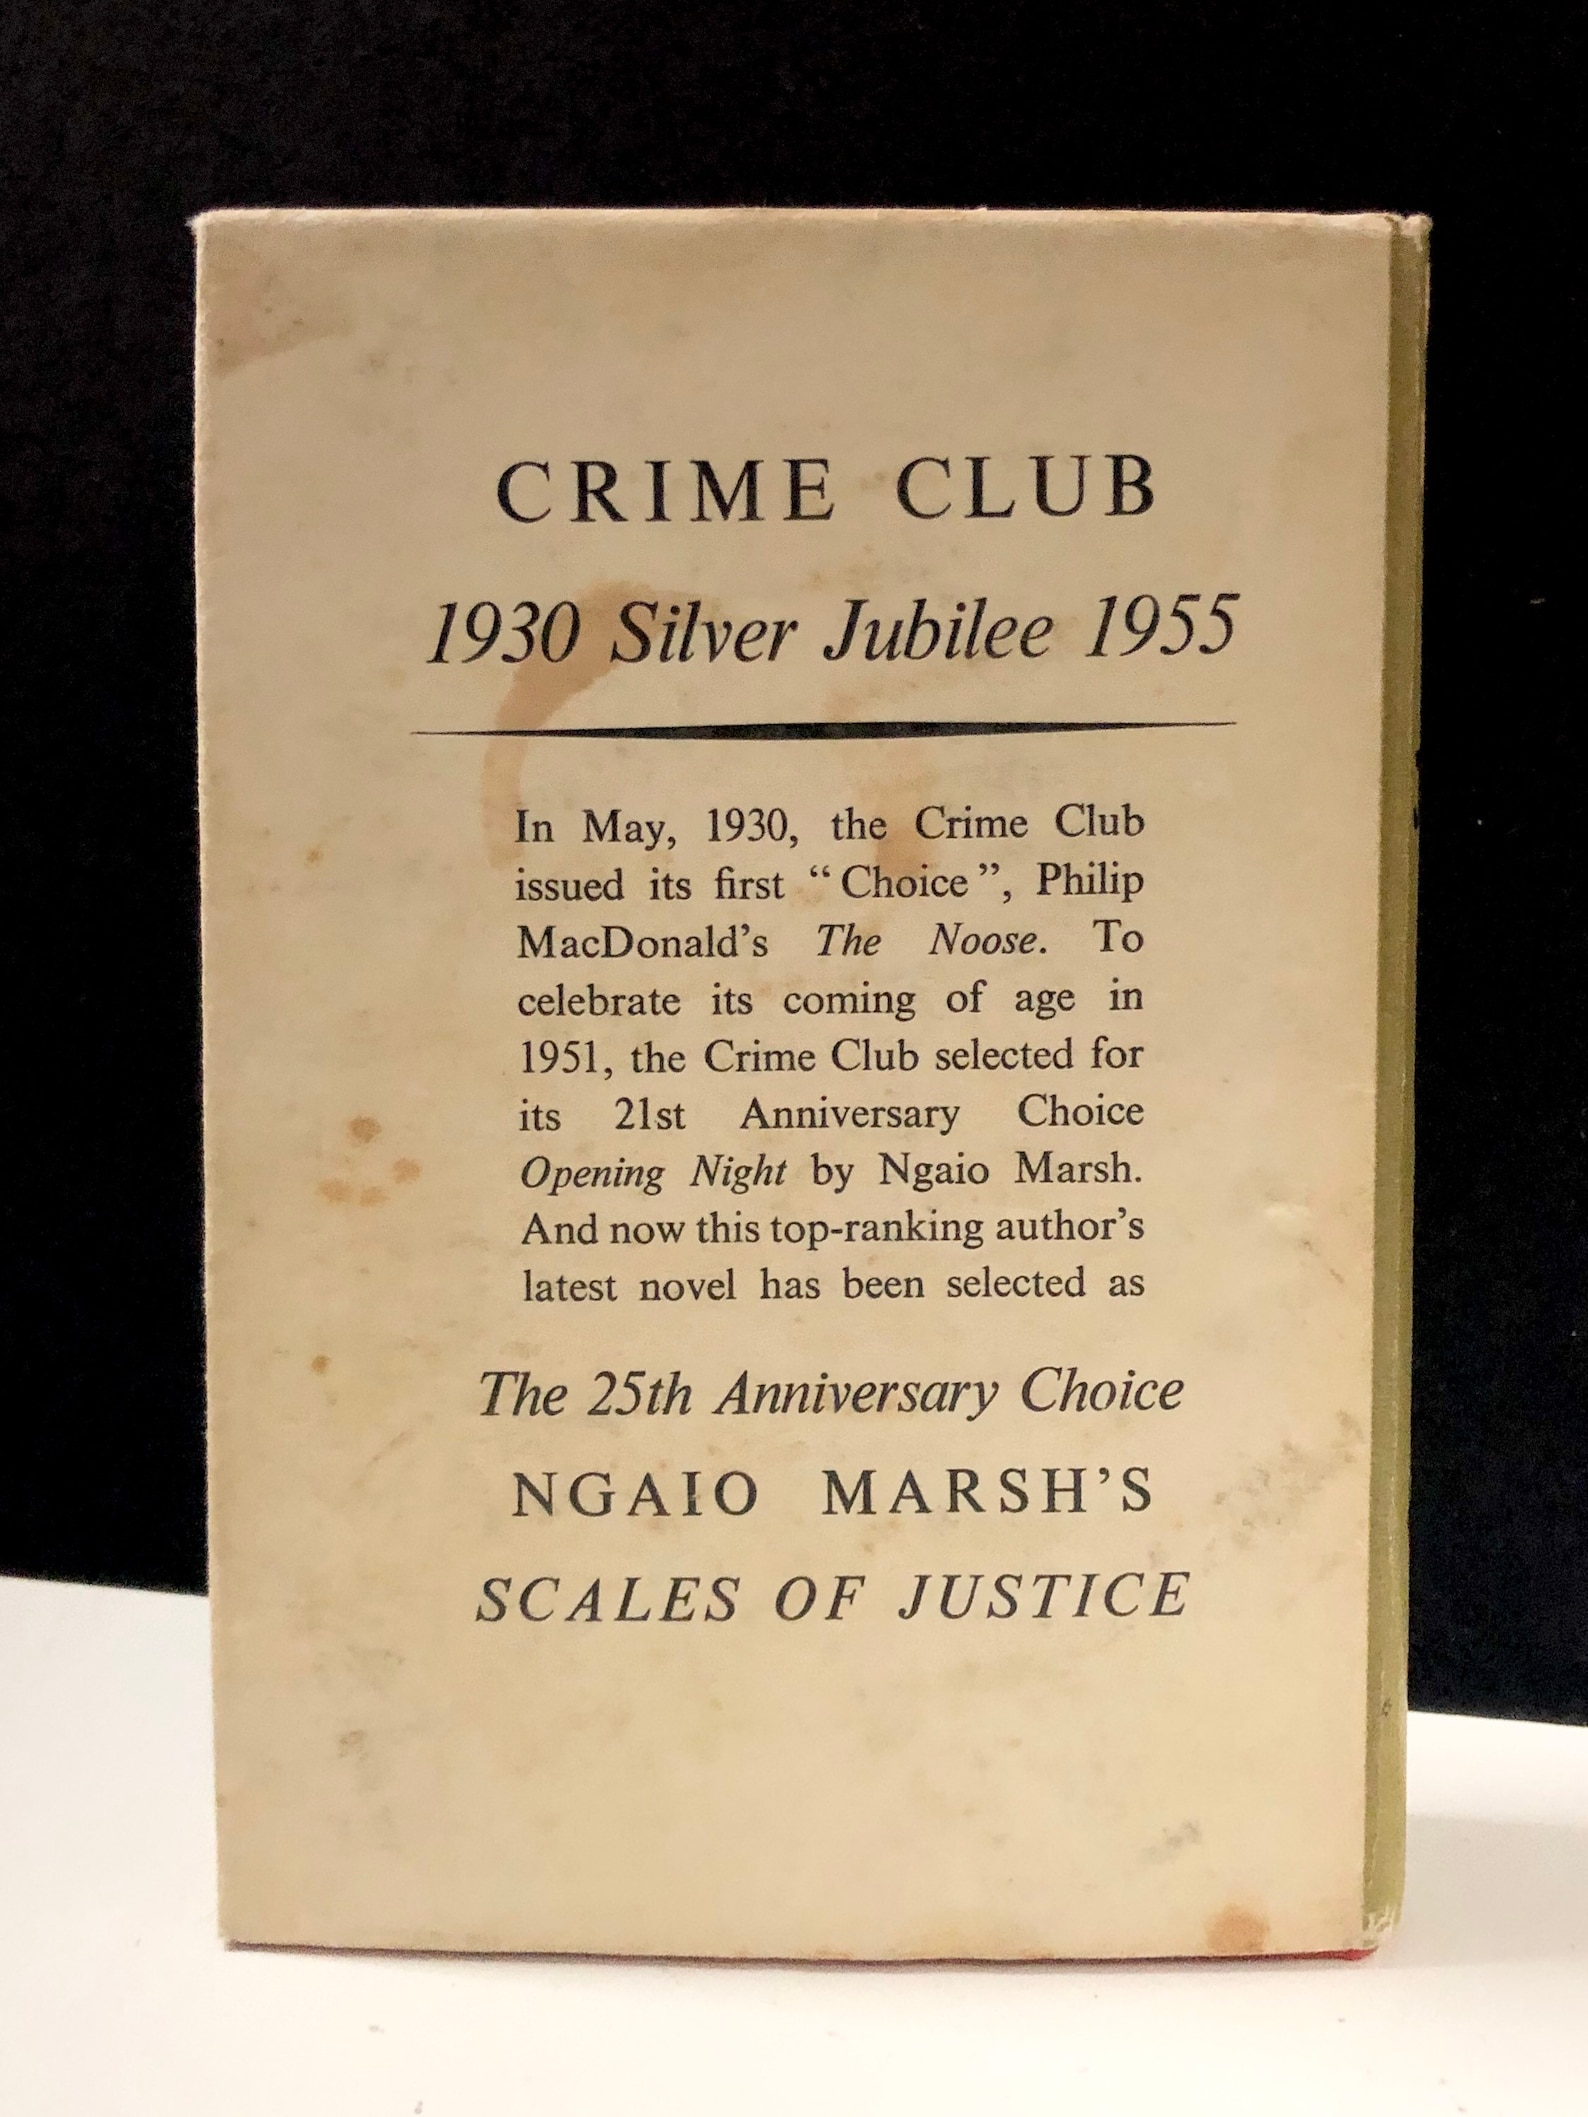 CRIME CLUB
1930 Silver Jubilee 1955
In May, 1930, the Crime Club
issued its first “Choice”, Philip
MacDonald’s The Noose. To
celebrate its coming of age in
1951, the Crime Club selected for
its 21st Anniversary Choice
Opening Night by Ngaio Marsh.
And now this top-ranking author’s
latest novel has been selected as
The 25th Anniversary Choice
NGAIO MARSH’S
SCALES OF JUSTICE